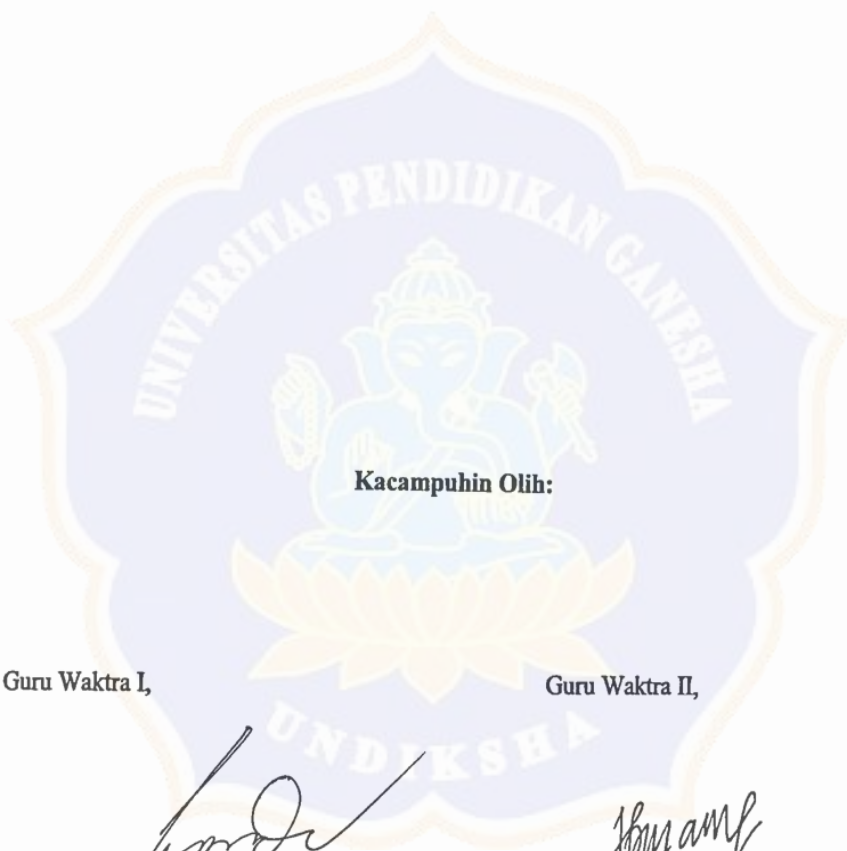 UNIVERSITAS PENDIDIKAN GANESHA
Kacampuhin Olih:
Guru Waktra I,
Guru Waktra II,
UNDIKSHA